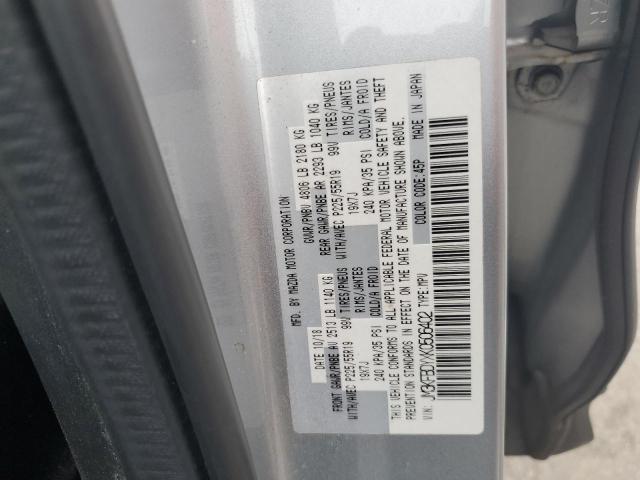 MFD. BY MAZDA MOTOR CORPORATION
DATE 10/18 GVWR/PNBV 4806 LB 2180 KG
FRONT GAWR/PNBE AV 2513 LB 1140 KG REAR GAWR/PNBE AR 2293 LB 1040 KG
WITH/AVEC P225/55R19 99V TIRES/PNEUS WITH/AVEC P225/55R19 99V TIRES/PNEUS
19X7J RIMS/JANTES 19X7J RIMS/JANTES
240 KPA/35 PSI COLD/A FROID 240 KPA/35 PSI COLD/A FROID
THIS VEHICLE CONFORMS TO ALL APPLICABLE FEDERAL MOTOR VEHICLE SAFETY AND THEFT
PREVENTION STANDARDS IN EFFECT ON THE DATE OF MANUFACTURE SHOWN ABOVE.
COLOR CODE:45P MADE IN JAPAN
VIN: TYPE:MPV
ZR